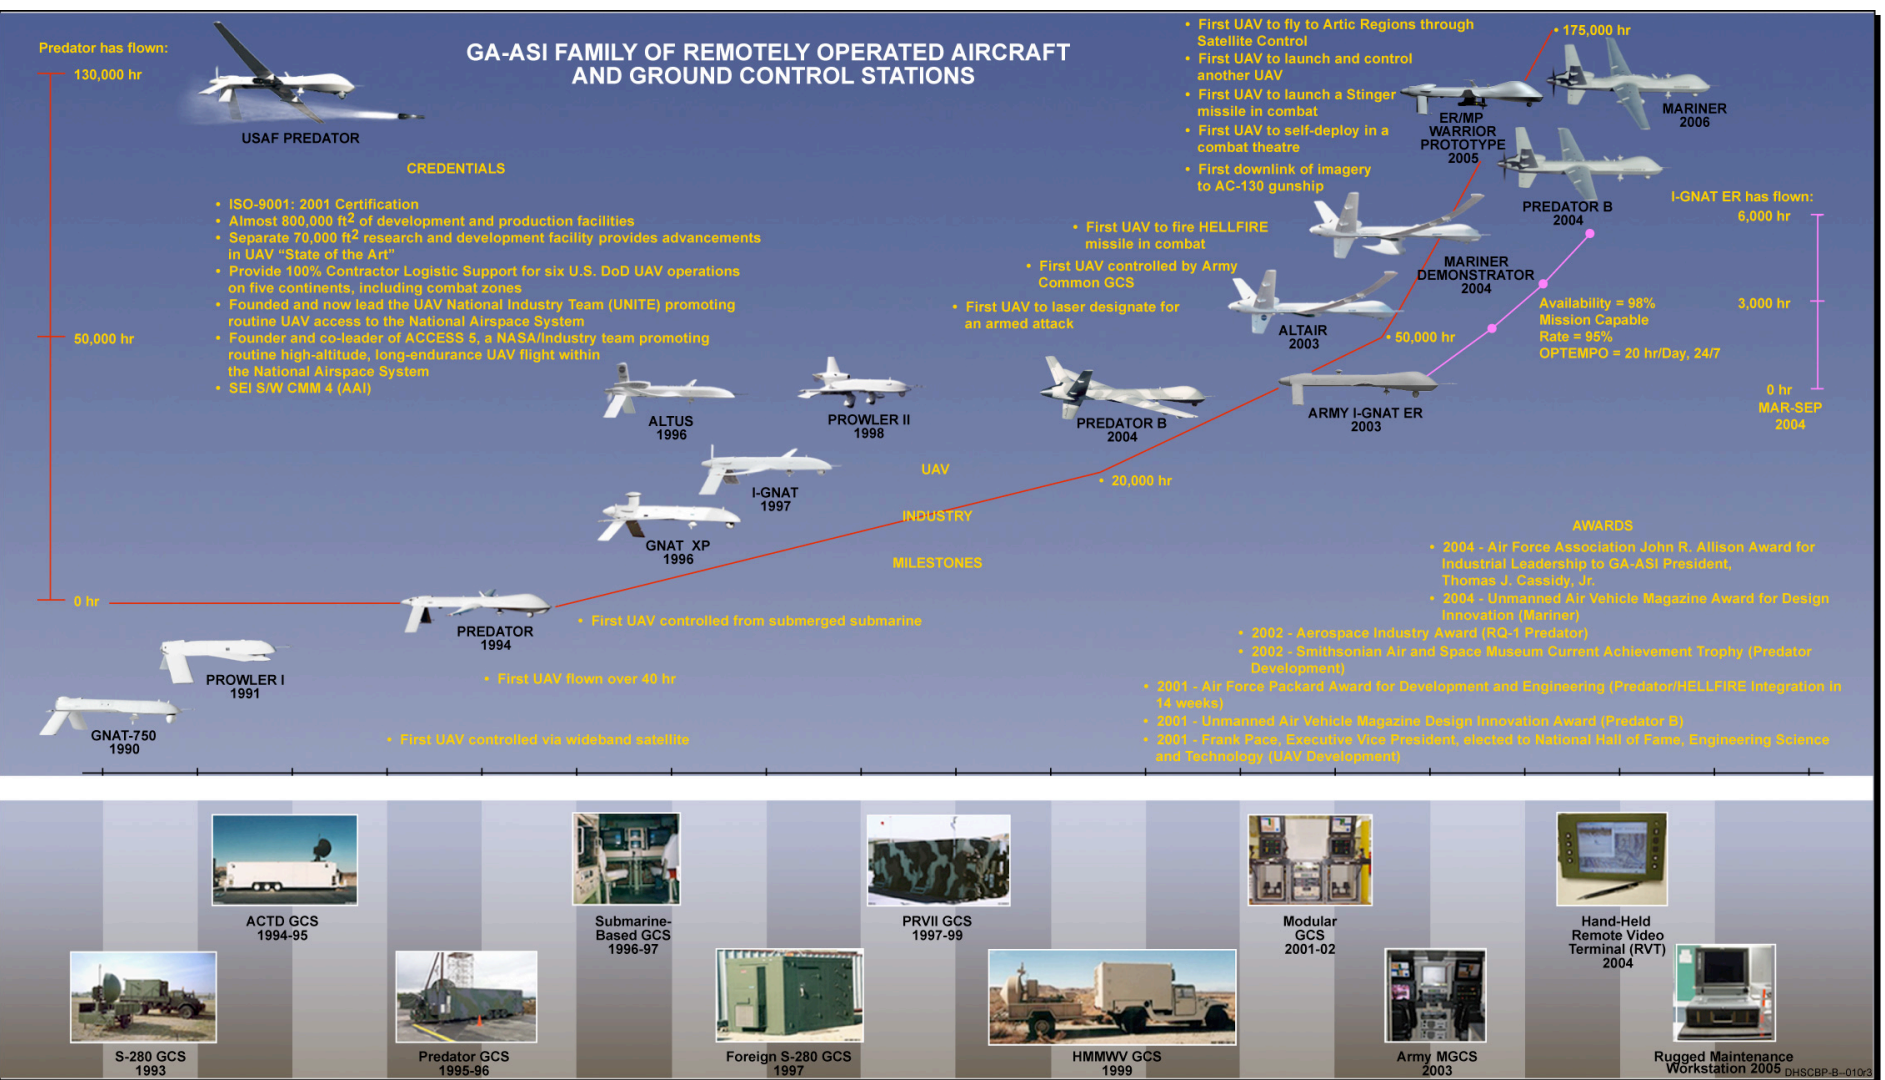 GA-ASI FAMILY OF REMOTELY OPERATED AIRCRAFT
AND GROUND CONTROL STATIONS
Predator has flown:
130,000 hr
50,000 hr
0 hr
USAF PREDATOR
CREDENTIALS
• ISO-9001: 2001 Certification
• Almost 800,000 ft2 of development and production facilities
• Separate 70,000 ft2 research and development facility provides advancements
in UAV “State of the Art”
• Provide 100% Contractor Logistic Support for six U.S. DoD UAV operations
on five continents, including combat zones
• Founded and now lead the UAV National Industry Team (UNITE) promoting
routine UAV access to the National Airspace System
• Founder and co-leader of ACCESS 5, a NASA/Industry team promoting
routine high-altitude, long-endurance UAV flight within
the National Airspace System
• SEI S/W CMM 4 (AAI)
• First UAV to fly to Artic Regions through
Satellite Control
• First UAV to launch and control
another UAV
• First UAV to launch a Stinger
missile in combat
• First UAV to self-deploy in a
combat theatre
• First downlink of imagery
to AC-130 gunship
• First UAV to fire HELLFIRE
missile in combat
• First UAV controlled by Army
Common GCS
• First UAV to laser designate for
an armed attack
• 175,000 hr
MARINER
2006
ER/MP
WARRIOR
PROTOTYPE
2005
PREDATOR B
2004
I-GNAT ER has flown:
6,000 hr
3,000 hr
0 hr
MAR-SEP
2004
MARINER
DEMONSTRATOR
2004
Availability = 98%
Mission Capable
Rate = 95%
OPTEMPO = 20 hr/Day, 24/7
ALTAIR
2003
• 50,000 hr
ARMY I-GNAT ER
2003
PREDATOR B
2004
• 20,000 hr
ALTUS
1996
PROWLER II
1998
I-GNAT
1997
GNAT XP
1996
UAV
INDUSTRY
MILESTONES
PREDATOR
1994
PROWLER I
1991
GNAT-750
1990
• First UAV controlled from submerged submarine
• First UAV flown over 40 hr
• First UAV controlled via wideband satellite
AWARDS
• 2004 - Air Force Association John R. Allison Award for
Industrial Leadership to GA-ASI President,
Thomas J. Cassidy, Jr.
• 2004 - Unmanned Air Vehicle Magazine Award for Design
Innovation (Mariner)
• 2002 - Aerospace Industry Award (RQ-1 Predator)
• 2002 - Smithsonian Air and Space Museum Current Achievement Trophy (Predator
Development)
• 2001 - Air Force Packard Award for Development and Engineering (Predator/HELLFIRE Integration in
14 weeks)
• 2001 - Unmanned Air Vehicle Magazine Design Innovation Award (Predator B)
• 2001 - Frank Pace, Executive Vice President, elected to National Hall of Fame, Engineering Science
and Technology (UAV Development)
ACTD GCS
1994-95
Submarine-
Based GCS
1996-97
PRVII GCS
1997-99
Modular
GCS
2001-02
Hand-Held
Remote Video
Terminal (RVT)
2004
S-280 GCS
1993
Predator GCS
1995-96
Foreign S-280 GCS
1997
HMMWV GCS
1999
Army MGCS
2003
Rugged Maintenance
Workstation 2005
DHSCBP-B--010r3